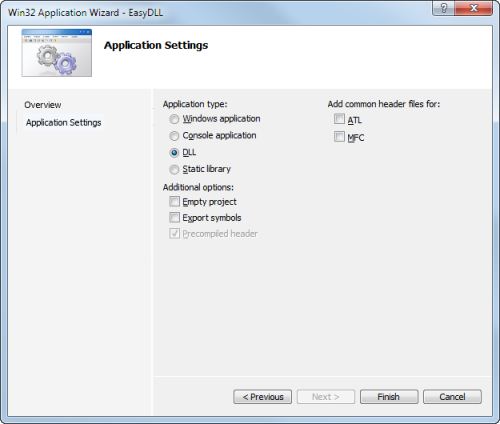 Win32 Application Wizard - EasyDLL
Application Settings
Overview
Application Settings
Application type:
Windows application
Console application
DLL
Static library
Additional options:
Empty project
Export symbols
Precompiled header
Add common header files for:
ATL
MFC
< Previous
Next >
Finish
Cancel